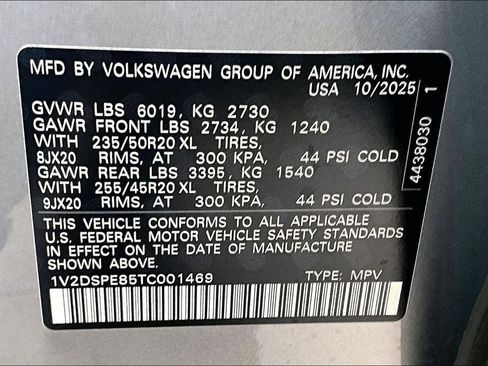 MFD BY VOLKSWAGEN GROUP OF AMERICA, INC.
USA 10/2025
GVWR LBS 6019, KG 2730
GAWR FRONT LBS 2734, KG 1240
WITH 235/50R20 XL TIRES,
8JX20 RIMS, AT 300 KPA, 44 PSI COLD
GAWR REAR LBS 3395, KG 1540
WITH 255/45R20 XL TIRES,
9JX20 RIMS, AT 300 KPA, 44 PSI COLD
THIS VEHICLE CONFORMS TO ALL APPLICABLE
U.S. FEDERAL MOTOR VEHICLE SAFETY STANDARDS
IN EFFECT ON THE DATE OF MANUFACTURE
SHOWN ABOVE.
1V2DSPE85TC001469 TYPE: MPV
4438030 1